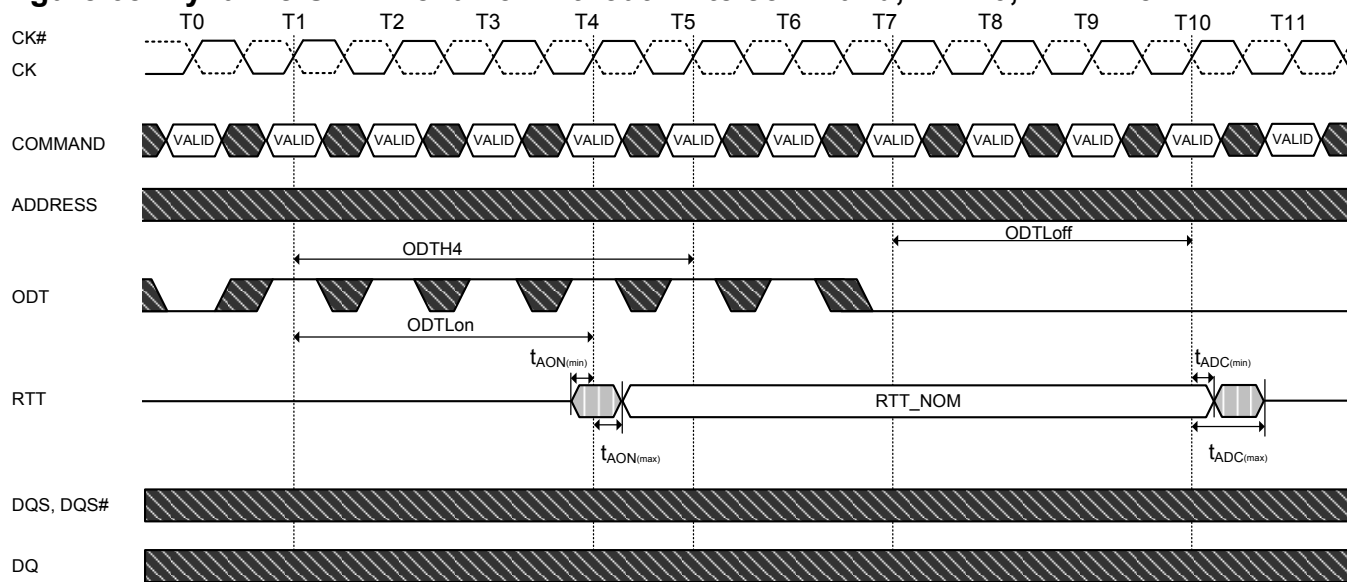 T0 T1 T2 T3 T4 T5 T6 T7 T8 T9 T10 T11
CK#
CK
COMMAND VALID VALID VALID VALID VALID VALID VALID VALID VALID VALID VALID VALID
ADDRESS
ODTLoff
ODTH4
ODT
ODTLon
tAON(min) tADC(min)
RTT RTT_NOM
tAON(max) tADC(max)
DQS, DQS#
DQ